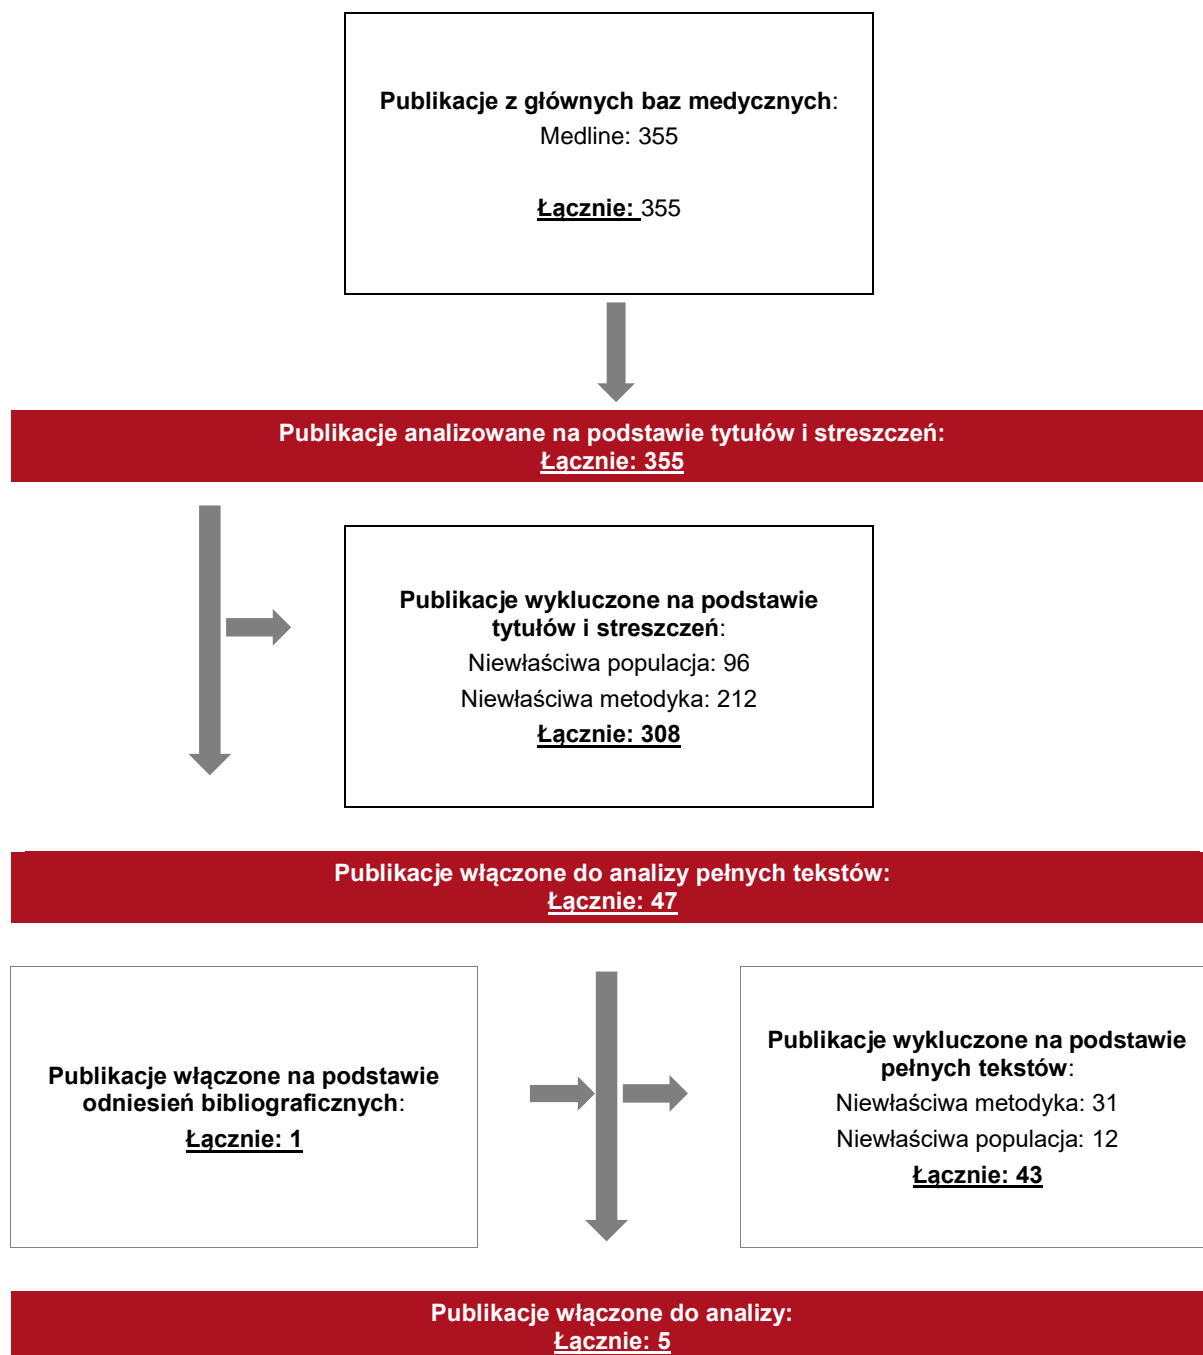 Publikacje z głównych baz medycznych:
Medline: 355
Łącznie: 355
Publikacje analizowane na podstawie tytułów i streszczeń:
Łącznie: 355
Publikacje wykluczone na podstawie
tytułów i streszczeń:
Niewłaściwa populacja: 96
Niewłaściwa metodyka: 212
Łącznie: 308
Publikacje włączone do analizy pełnych tekstów:
Łącznie: 47
Publikacje włączone na podstawie
odniesień bibliograficznych:
Łącznie: 1
Publikacje wykluczone na podstawie
pełnych tekstów:
Niewłaściwa metodyka: 31
Niewłaściwa populacja: 12
Łącznie: 43
Publikacje włączone do analizy:
Łącznie: 5